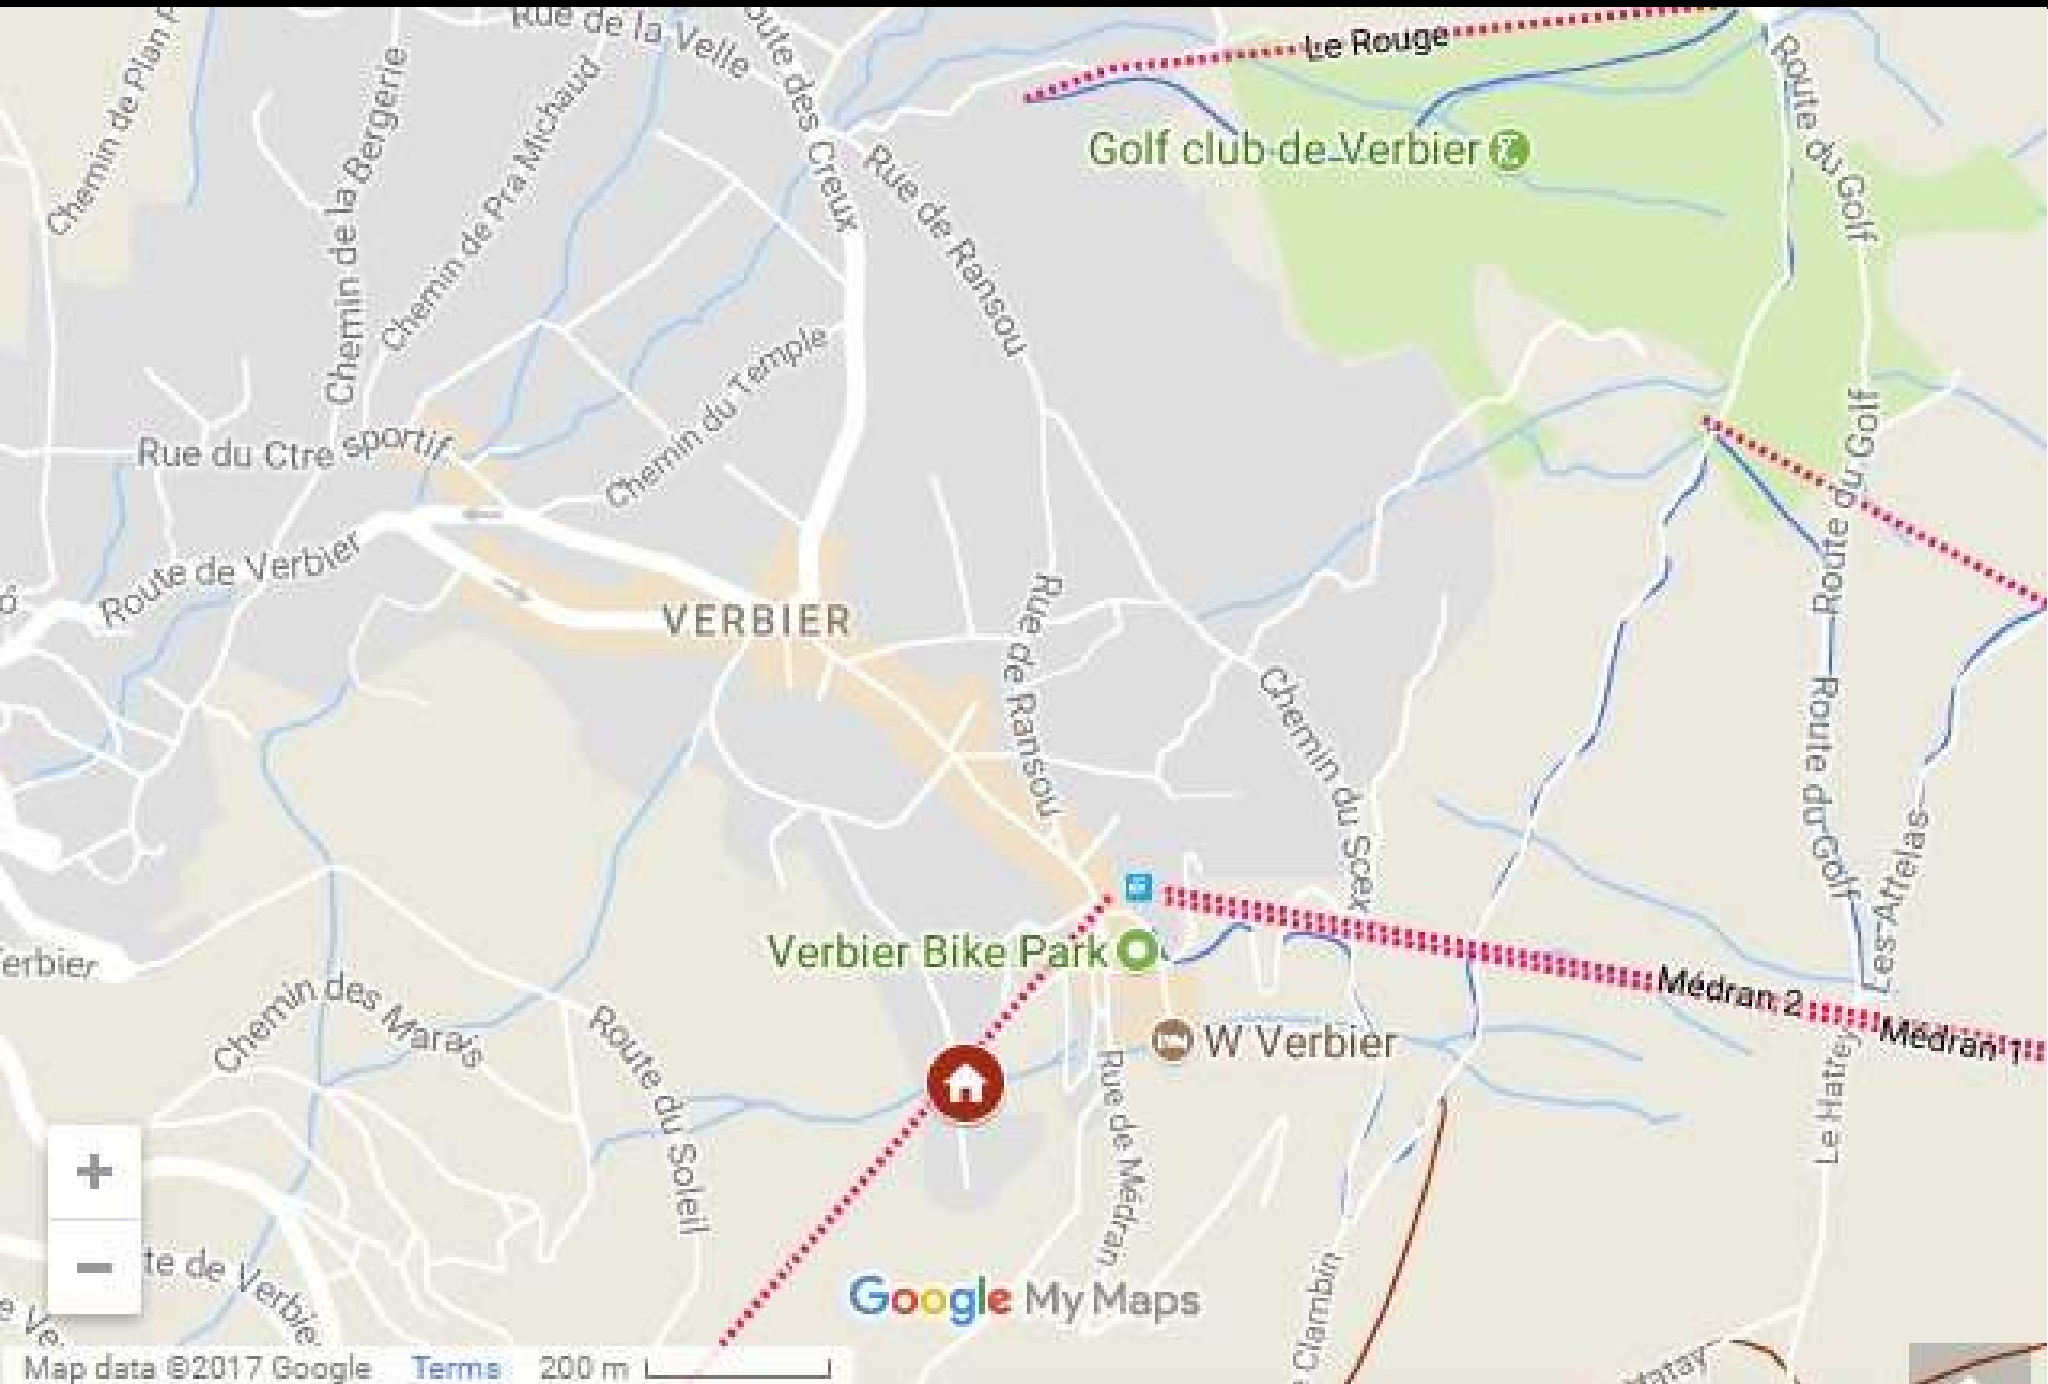 Chemin de Plan p
Rue de la Velle
oute des Creux
Le Rouge
Route du Golf
Chemin de la Bergerie
Chemin de Pra Michaud
Golf club de Verbier
Rue de Ransou
Chemin du Temple
Rue du Ctre sportif
Route du Golf
Route de Verbier
VERBIER
Rue de Ransou
Chemin du Scex
Route du Golf
Les Attelas
erbier
Verbier Bike Park
Médran 2
Médran 1
Chemin des Marais
Route du Soleil
W Verbier
Rue de Médran
Le Hatrey
+
−
te de Verbie
e Ve
Clambin
Google My Maps
Map data ©2017 Google Terms 200 m